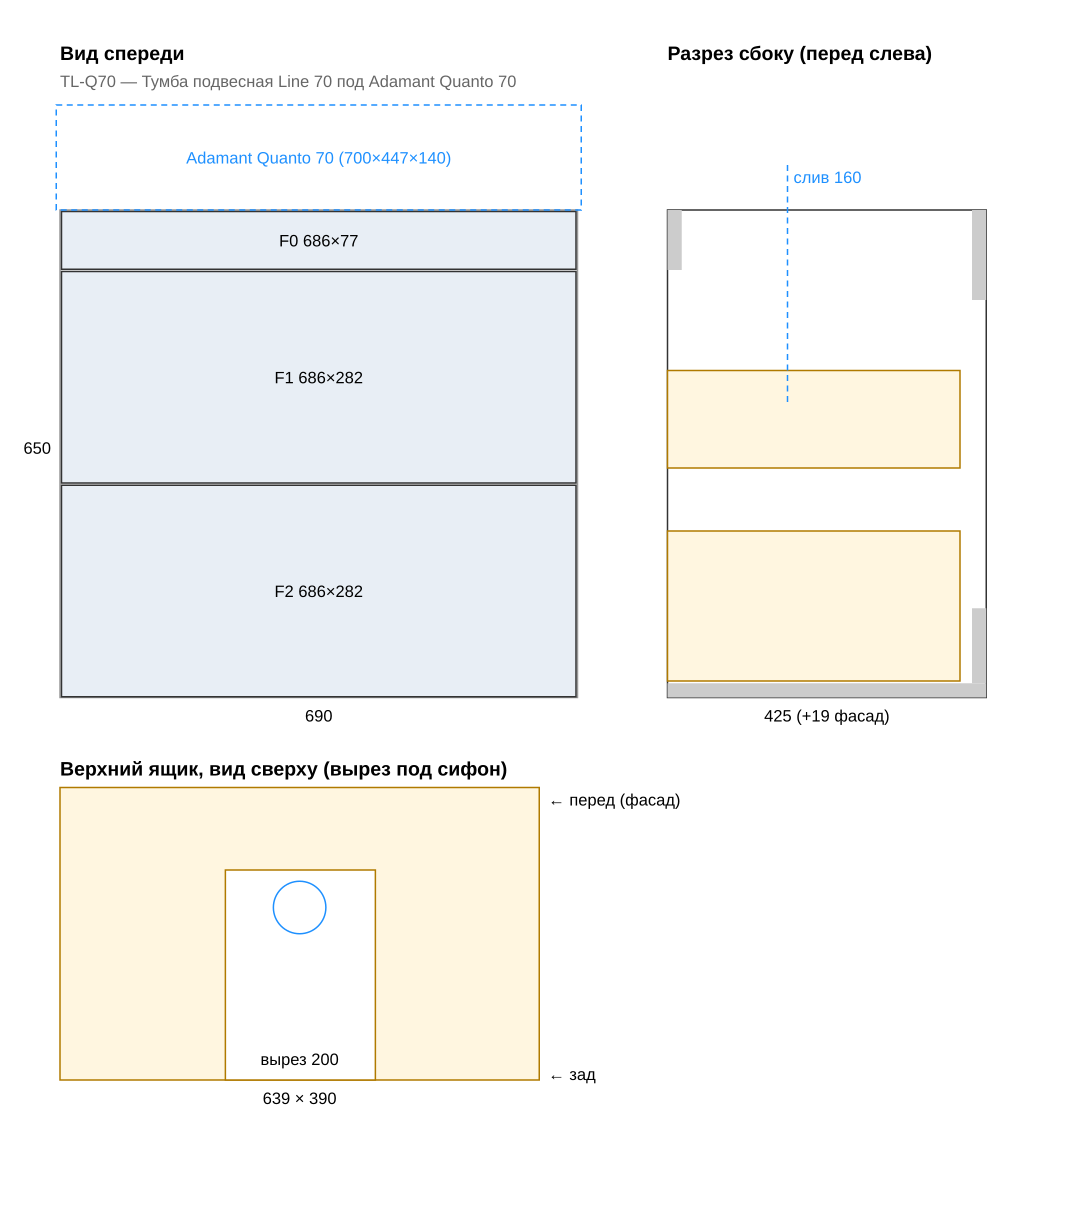 Вид спереди
TL-Q70 — Тумба подвесная Line 70 под Adamant Quanto 70
Adamant Quanto 70 (700×447×140)
F0 686×77
F1 686×282
650
F2 686×282
690
Разрез сбоку (перед слева)
слив 160
425 (+19 фасад)
Верхний ящик, вид сверху (вырез под сифон)
← перед (фасад)
вырез 200
← зад
639 × 390